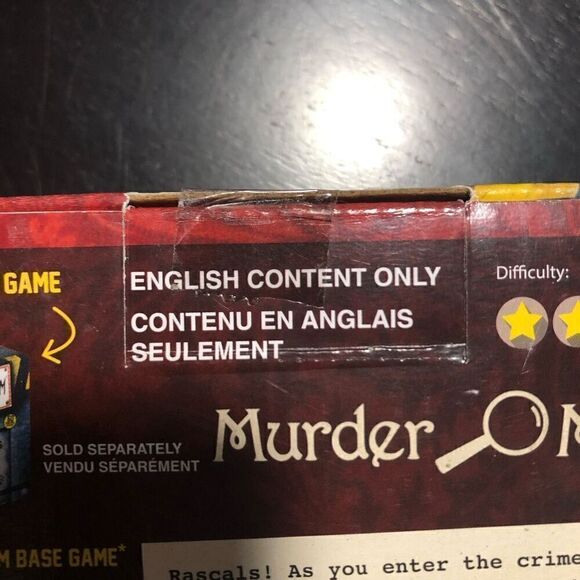 GAME
ENGLISH CONTENT ONLY
CONTENU EN ANGLAIS
SEULEMENT
Difficulty:
SOLD SEPARATELY
VENDU SÉPARÉMENT
Murder
M BASE GAME*
Rascals! As you enter the crime